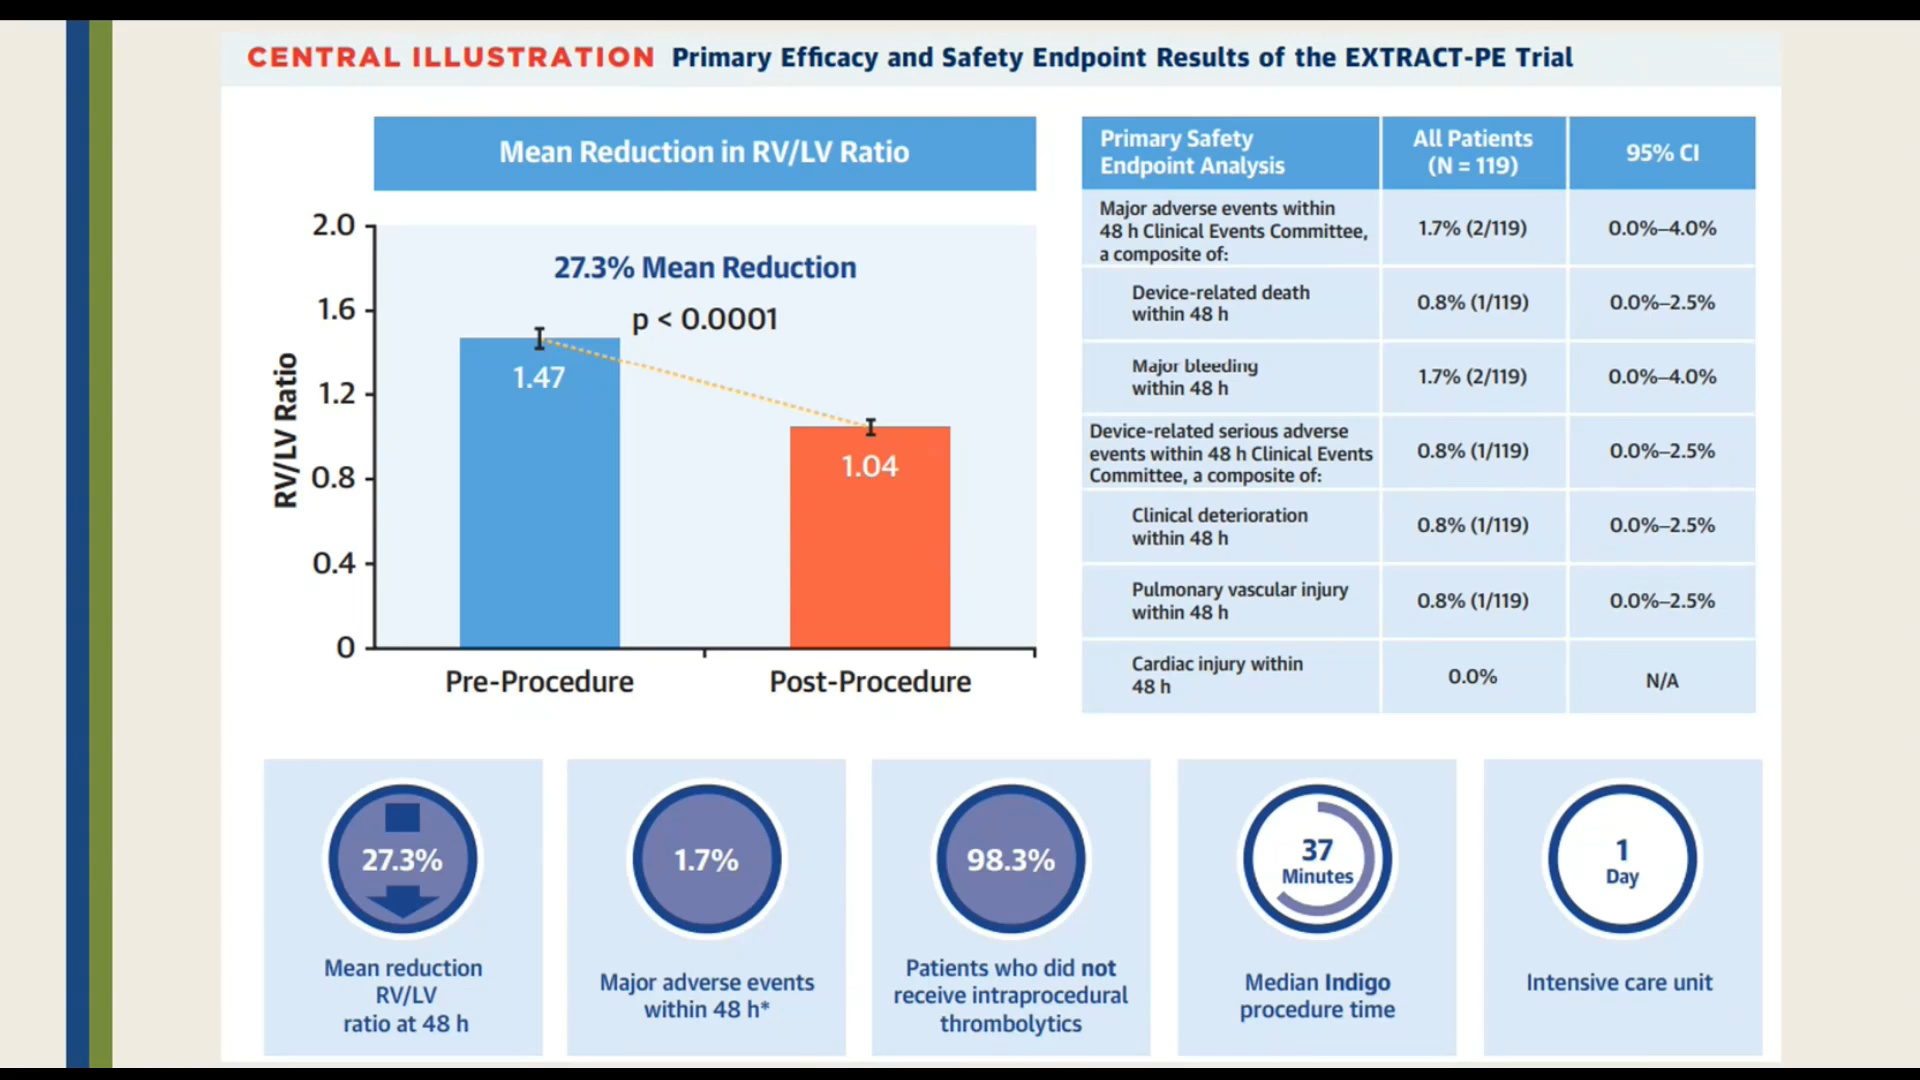 CENTRAL ILLUSTRATION Primary Efficacy and Safety Endpoint Results of the EXTRACT-PE Trial
Mean Reduction in RV/LV Ratio
2.0
1.6
1.2
0.8
0.4
0
RV/LV Ratio
27.3% Mean Reduction
p < 0.0001
1.47
1.04
Pre-Procedure
Post-Procedure
Primary Safety
Endpoint Analysis
All Patients
(N = 119)
95% CI
Major adverse events within
48 h Clinical Events Committee,
a composite of:
1.7% (2/119)
0.0%–4.0%
Device-related death
within 48 h
0.8% (1/119)
0.0%–2.5%
Major bleeding
within 48 h
1.7% (2/119)
0.0%–4.0%
Device-related serious adverse
events within 48 h Clinical Events
Committee, a composite of:
0.8% (1/119)
0.0%–2.5%
Clinical deterioration
within 48 h
0.8% (1/119)
0.0%–2.5%
Pulmonary vascular injury
within 48 h
0.8% (1/119)
0.0%–2.5%
Cardiac injury within
48 h
0.0%
N/A
27.3%
Mean reduction
RV/LV
ratio at 48 h
1.7%
Major adverse events
within 48 h*
98.3%
Patients who did not
receive intraprocedural
thrombolytics
37
Minutes
Median Indigo
procedure time
1
Day
Intensive care unit